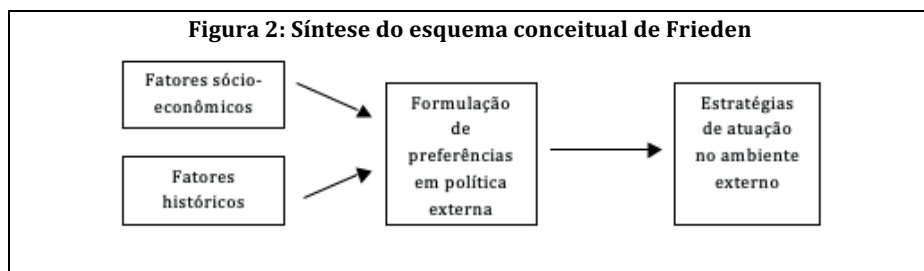 Figura 2: Síntese do esquema conceitual de Frieden
Fatores sócio-
econômicos
Fatores
históricos
Formulação
de
preferências
em política
externa
Estratégias
de atuação
no ambiente
externo